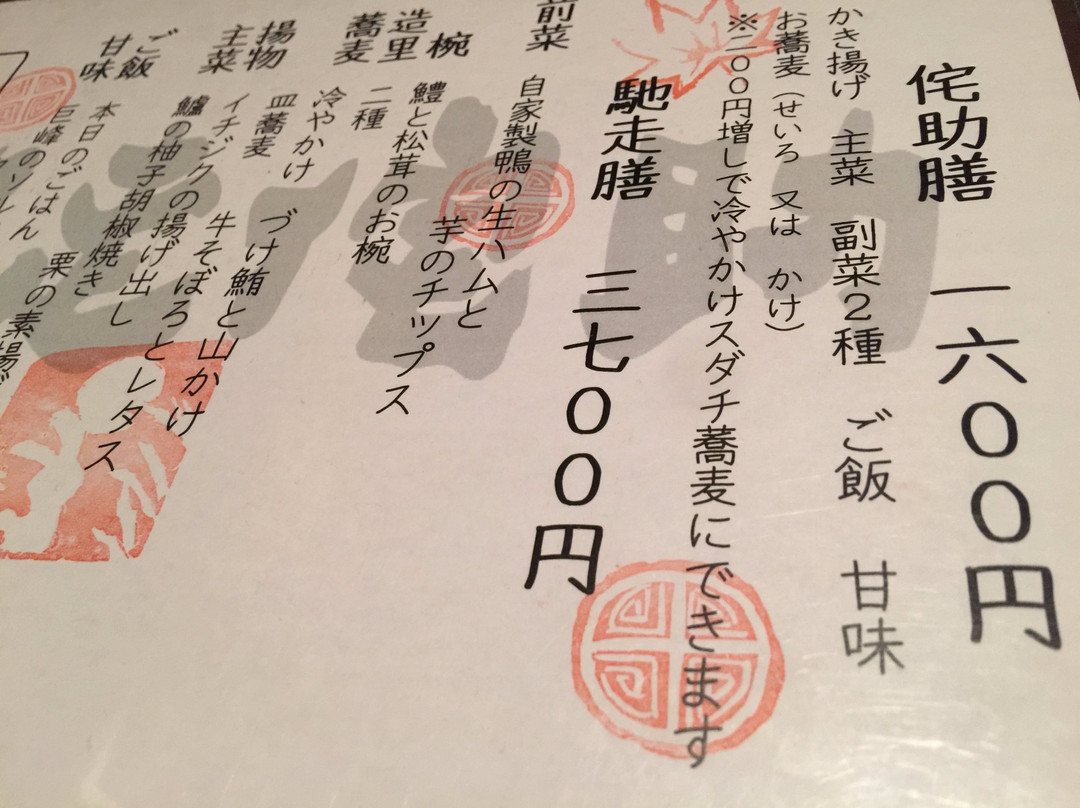 侘助膳 一六〇〇円
かき揚げ 主菜 副菜2種 ご飯 甘味
お蕎麦(せいろ 又は かけ)
※二〇〇円増しで冷やかけスダチ蕎麦にできます
馳走膳 三七〇〇円
前菜 自家製鴨の生ハムと
芋のチップス
椀 鱧と松茸のお椀
造里 二種 づけ鮪と山かけ
蕎麦 冷やかけ
皿蕎麦 牛そぼろとレタス
揚物 イチジクの揚げ出し
主菜 鱸の柚子胡椒焼き
ご飯 本日のごはん 栗の素揚げ
甘味 巨峰の